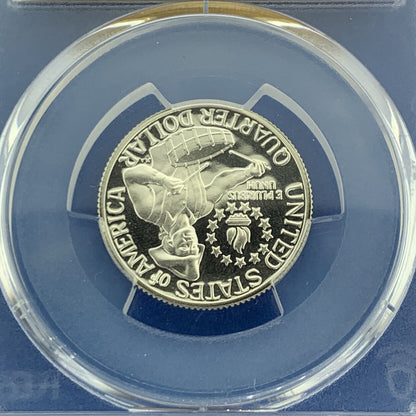 UNITED STATES of AMERICA
E PLURIBUS
UNUM
QUARTER DOLLAR